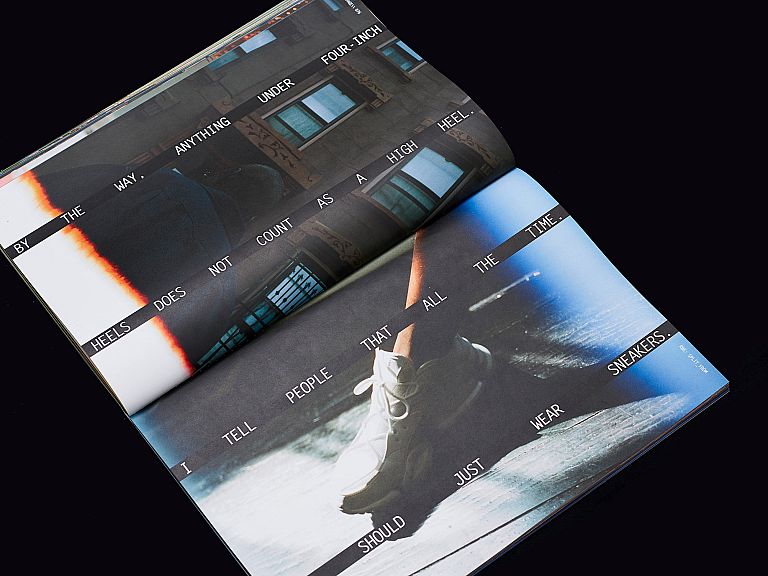 BY THE WAY, ANYTHING UNDER FOUR-INCH
HEELS DOES NOT COUNT AS A HIGH HEEL.
I TELL PEOPLE THAT ALL THE TIME.
SHOULD JUST WEAR SNEAKERS.